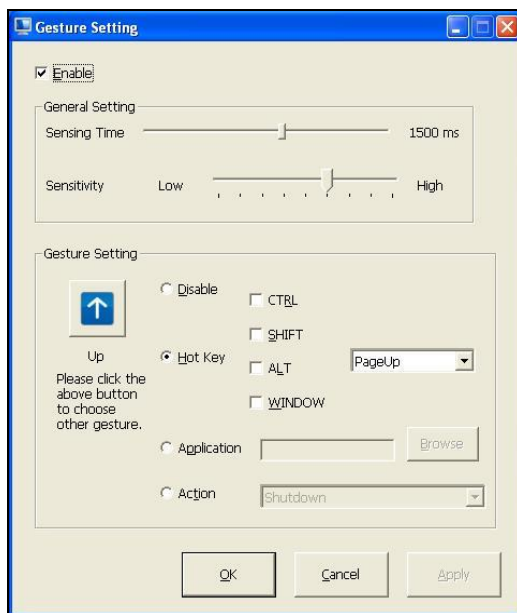 Gesture Setting
Enable
General Setting
Sensing Time 1500 ms
Sensitivity Low High
Gesture Setting
Disable
CTRL
SHIFT
Up
Hot Key
ALT
PageUp
Please click the
above button
to choose
other gesture.
WINDOW
Application Browse
Action Shutdown
OK Cancel Apply